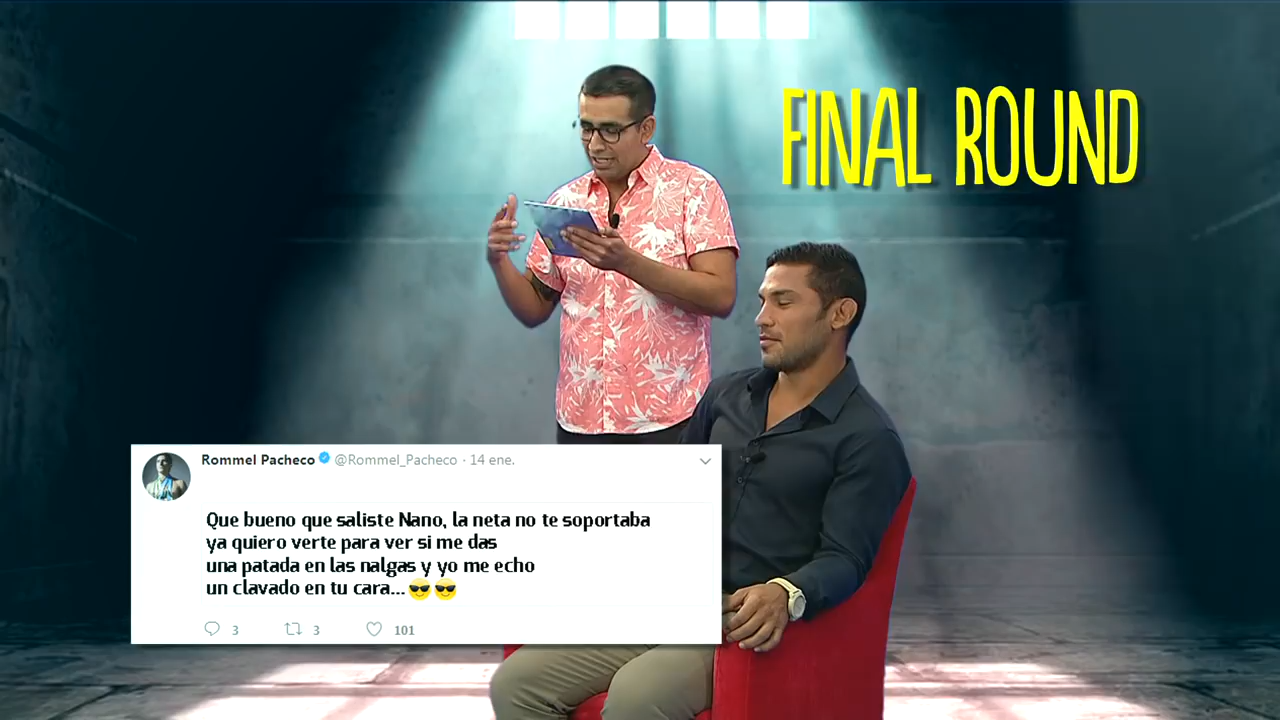 FINAL ROUND
Rommel Pacheco @Rommel_Pacheco · 14 ene.
Que bueno que saliste Nano, la neta no te soportaba
ya quiero verte para ver si me das
una patada en las nalgas y yo me echo
un clavado en tu cara...😎😎
3 3 101